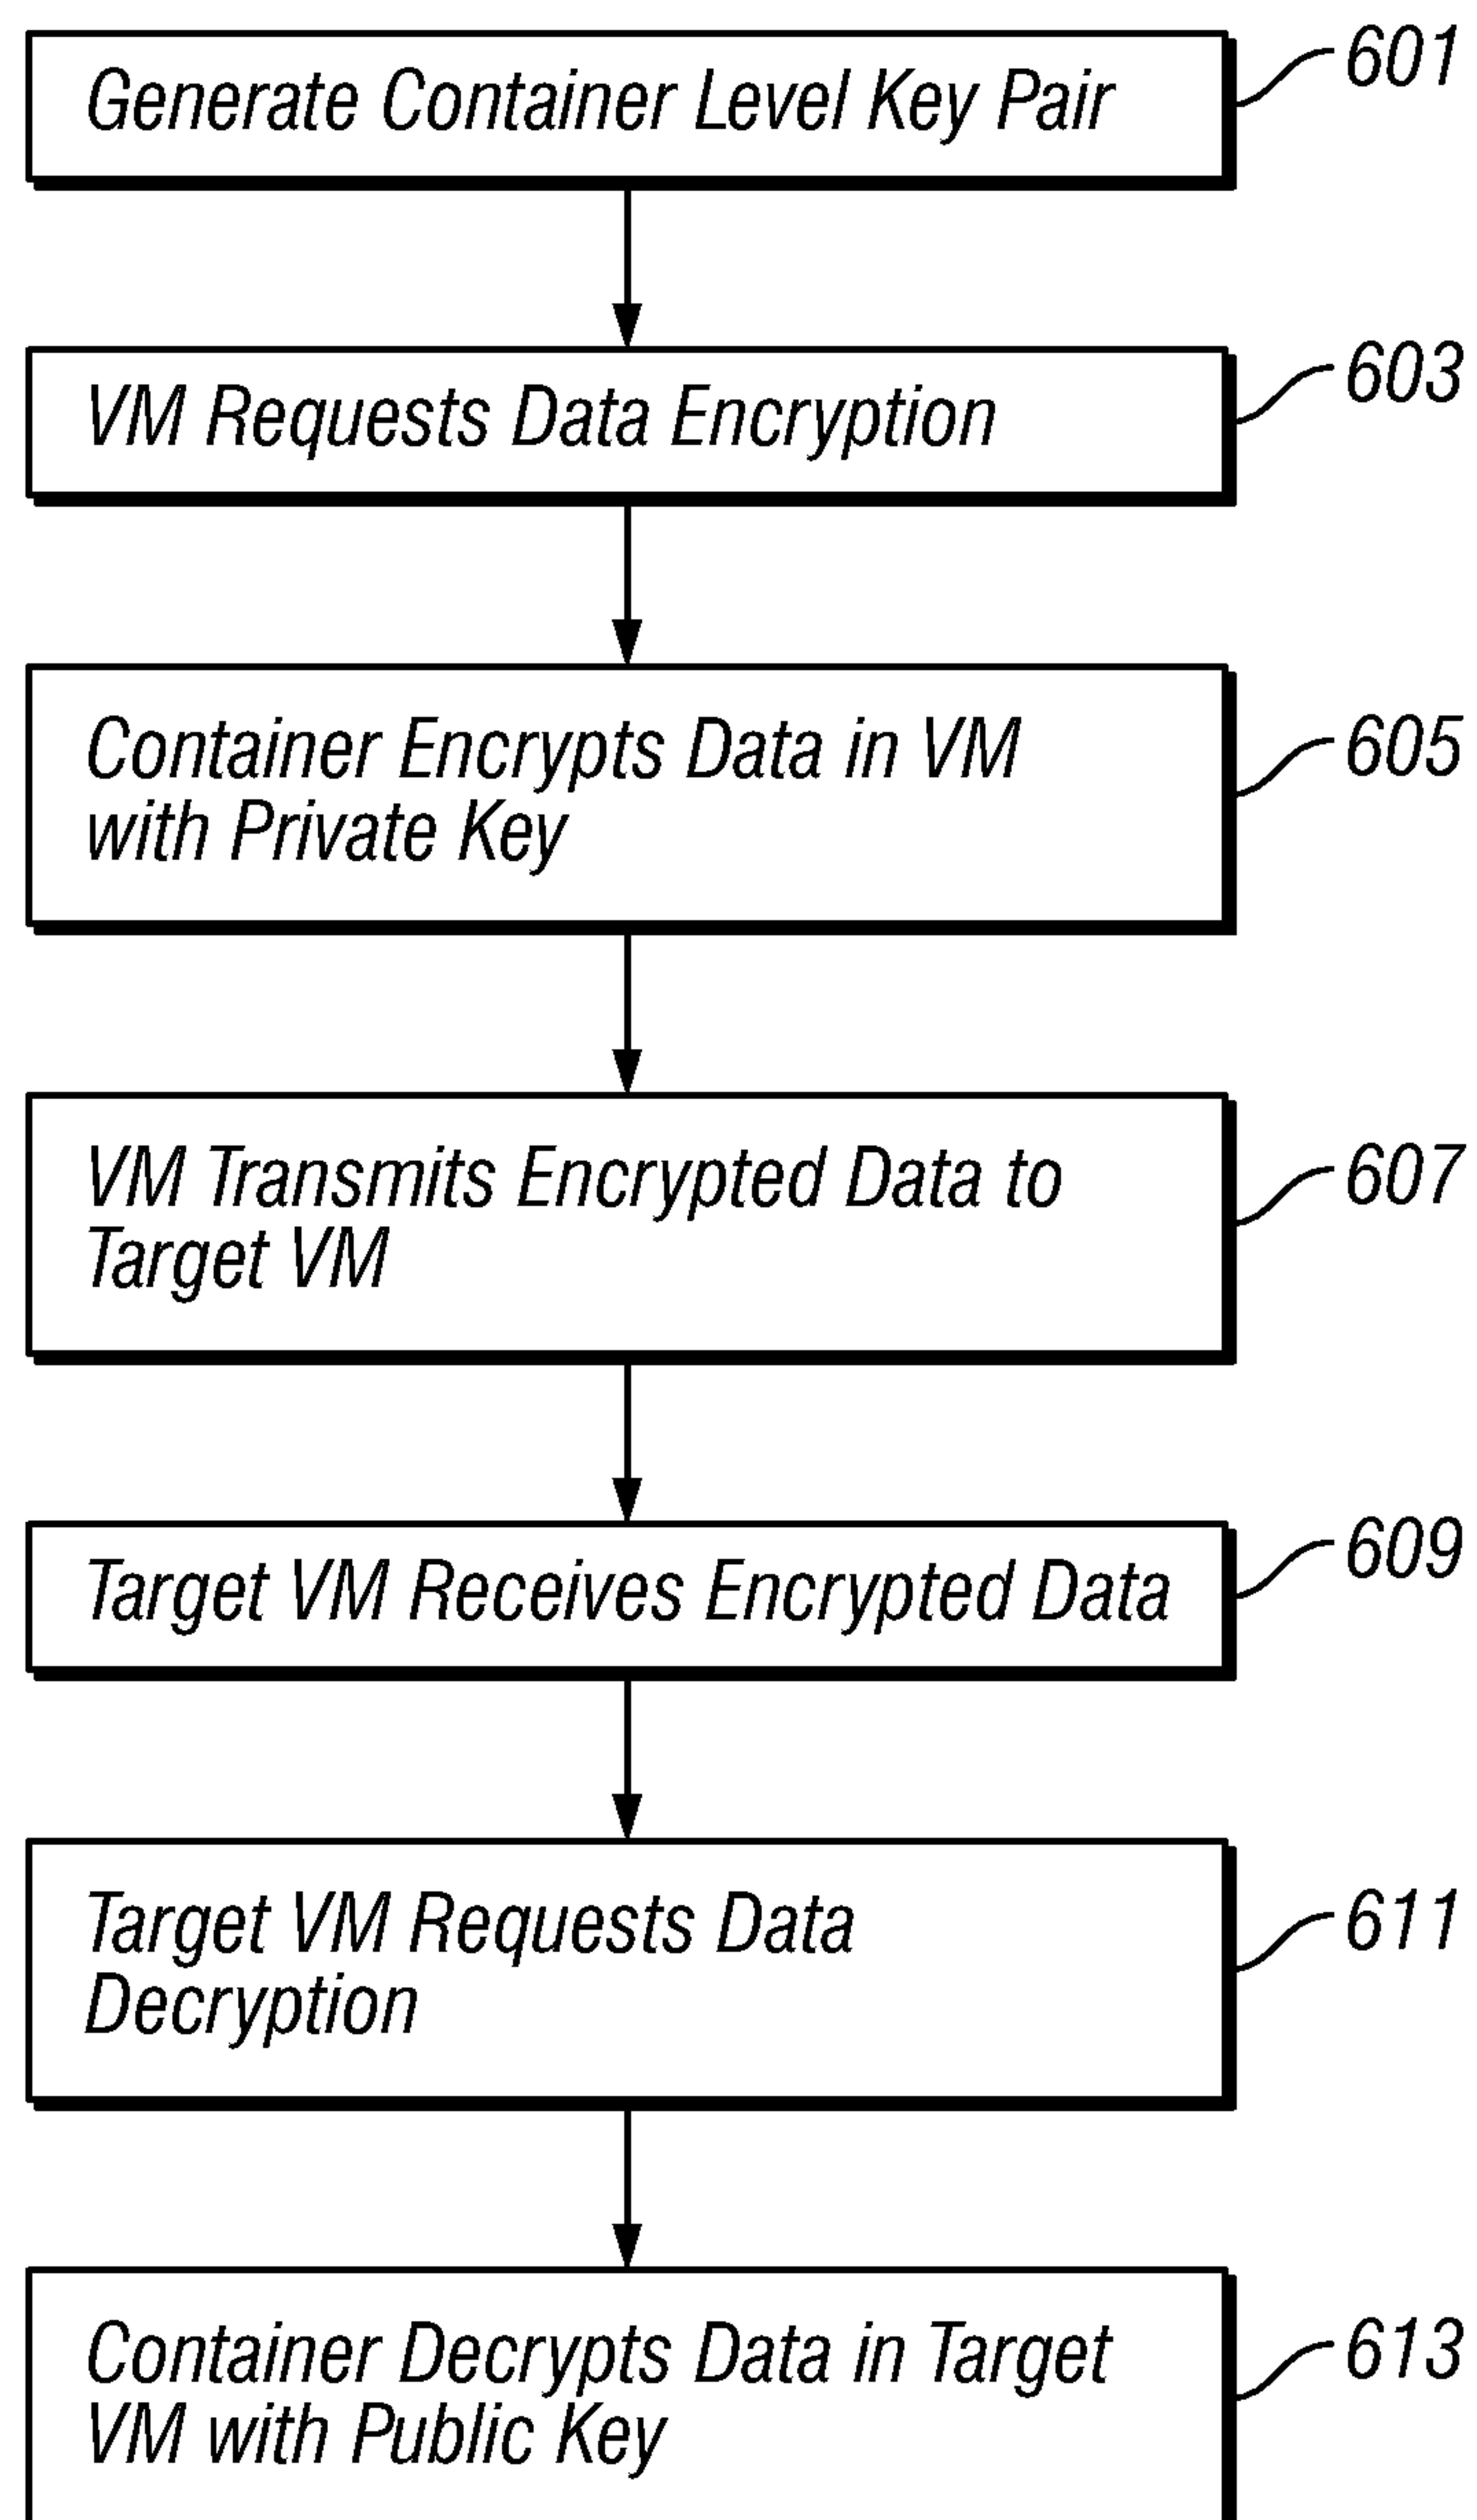 Generate Container Level Key Pair
601
VM Requests Data Encryption
603
Container Encrypts Data in VM
with Private Key
605
VM Transmits Encrypted Data to
Target VM
607
Target VM Receives Encrypted Data
609
Target VM Requests Data
Decryption
611
Container Decrypts Data in Target
VM with Public Key
613